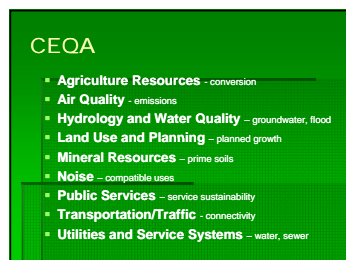 CEQA
Agriculture Resources - conversion
Air Quality - emissions
Hydrology and Water Quality – groundwater, flood
Land Use and Planning – planned growth
Mineral Resources – prime soils
Noise – compatible uses
Public Services – service sustainability
Transportation/Traffic - connectivity
Utilities and Service Systems – water, sewer